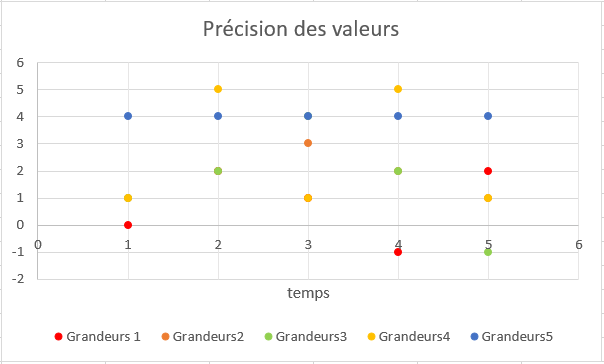 Précision des valeurs
6
5
4
3
2
1
0
0 1 2 3 4 5 6
-1
-2
temps
Grandeurs 1 Grandeurs2 Grandeurs3 Grandeurs4 Grandeurs5